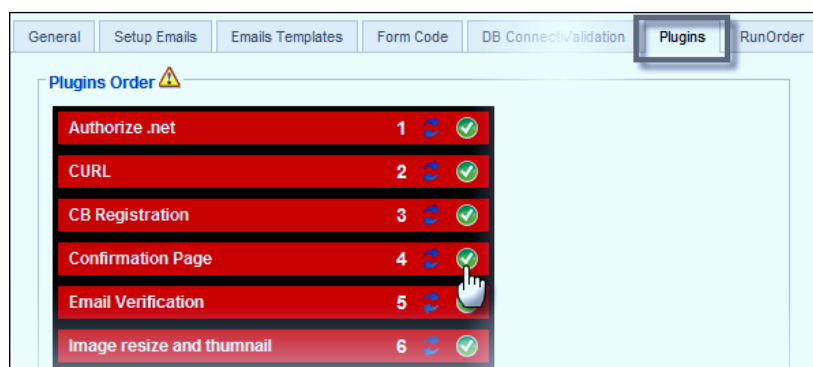 General Setup Emails Emails Templates Form Code DB Connecti Validation Plugins RunOrder
Plugins Order
Authorize .net 1
CURL 2
CB Registration 3
Confirmation Page 4
Email Verification 5
Image resize and thumnail 6